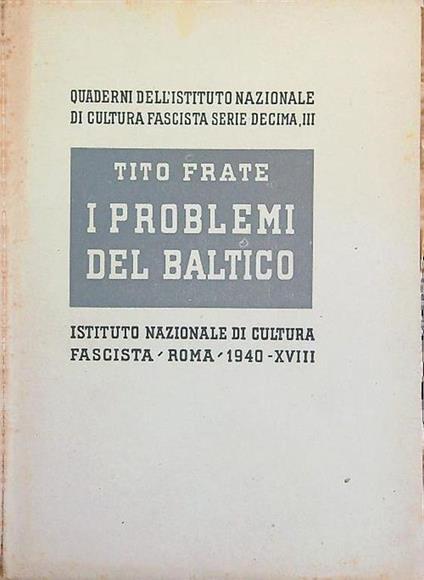 QUADERNI DELL'ISTITUTO NAZIONALE
DI CULTURA FASCISTA SERIE DECIMA, III
TITO FRATE
I PROBLEMI
DEL BALTICO
ISTITUTO NAZIONALE DI CULTURA
FASCISTA - ROMA - 1940 - XVIII